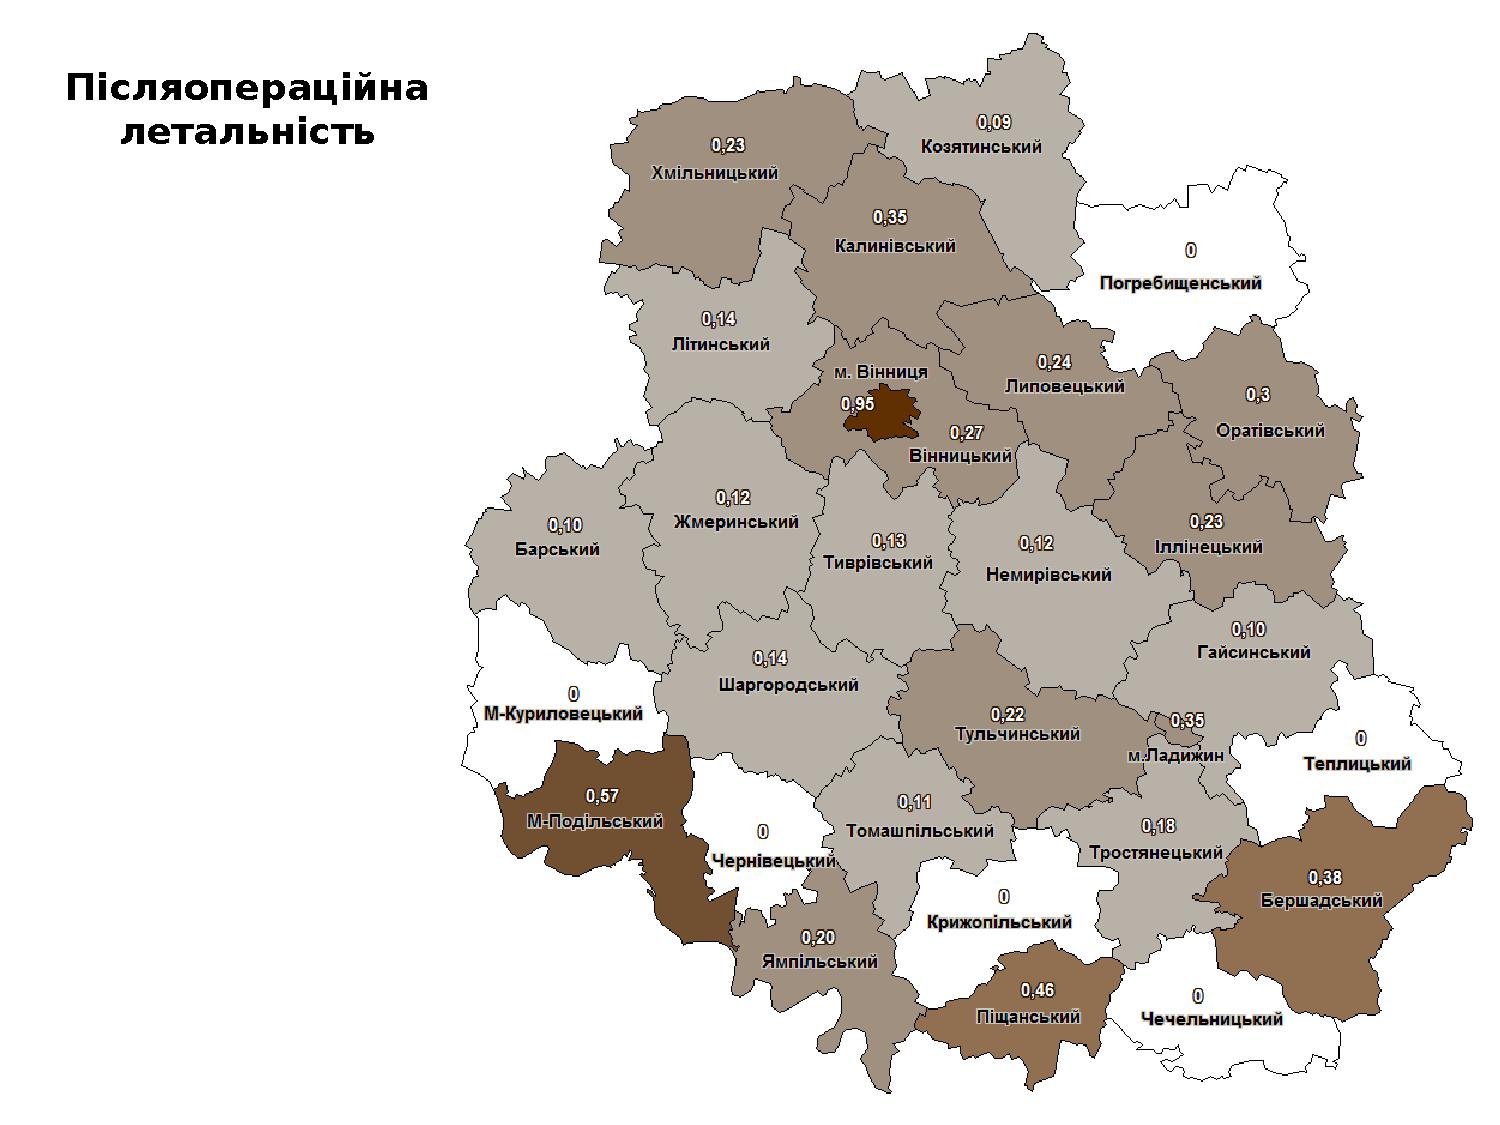 Післяопераційна
летальність
0,09
Козятинський
0,23
Хмільницький
0,35
Калинівський
0
Погребищенський
0,14
Літинський
м. Вінниця
0,95
0,27
Вінницький
0,24
Липовецький
0,3
Оратівський
0,10
Барський
0,12
Жмеринський
0,13
Тиврівський
0,12
Немирівський
0,23
Іллінецький
0,10
Гайсинський
0,14
Шаргородський
0
М-Куриловецький
0,22
Тульчинський
0,35
м.Ладижин
0
Теплицький
0,57
М-Подільський
0
Чернівецький
0,11
Томашпільський
0,18
Тростянецький
0,38
Бершадський
0
Крижопільський
0,20
Ямпільський
0,46
Піщанський
0
Чечельницький